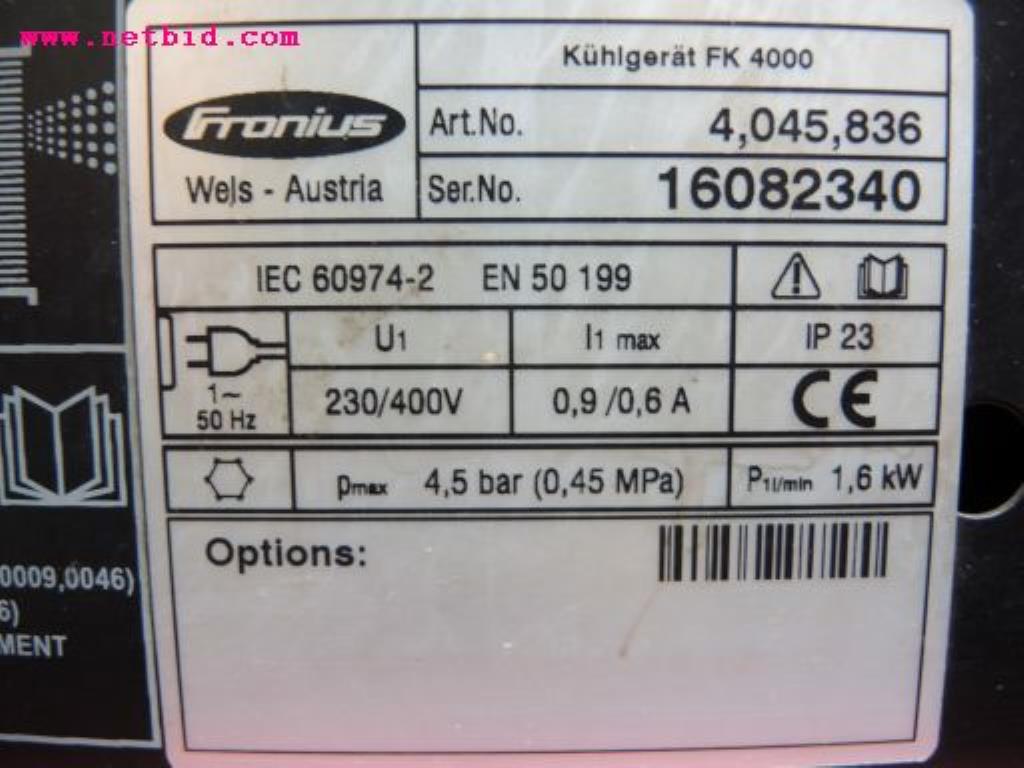 www.netbid.com
Fronius
Wels - Austria
Kühlgerät FK 4000
Art.No. 4,045,836
Ser.No. 16082340
IEC 60974-2 EN 50 199
1~
50 Hz
U1 I1 max IP 23
230/400V 0,9 /0,6 A CE
pmax 4,5 bar (0,45 MPa) P1l/min 1,6 kW
Options:
0009,0046)
6)
MENT